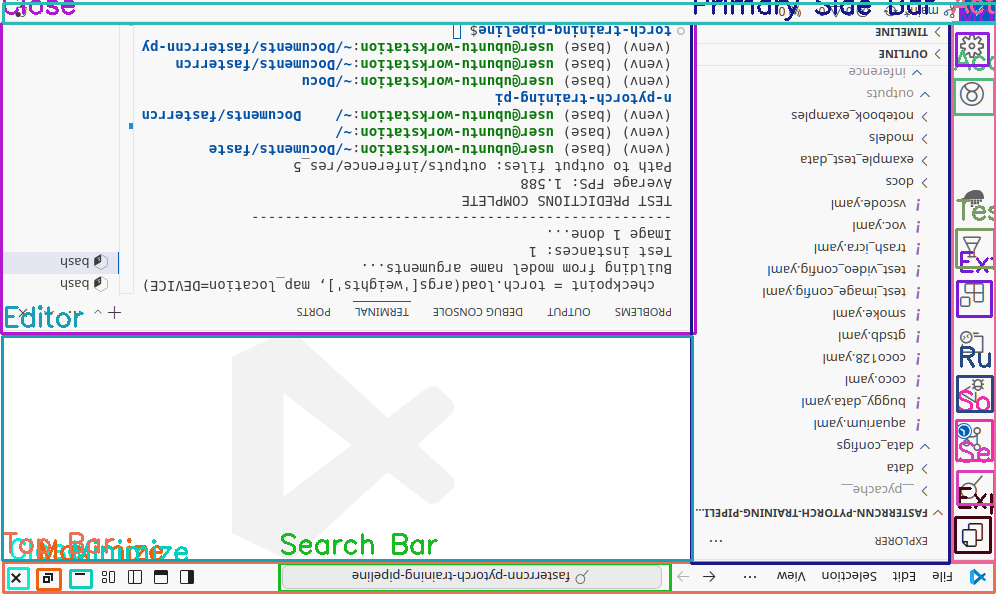 File Edit Selection View ...
fasterrcnn-pytorch-training-pipeline
Search Bar
Top Bar
EXPLORER
...
FASTERRCNN-PYTORCH-TRAINING-PIPELL...
__pycache__
data
data_configs
! aquarium.yaml
! buggy_data.yaml
! coco.yaml
! coco128.yaml
! gtsdb.yaml
! smoke.yaml
! test_image_config.yaml
! test_video_config.yaml
! trash_icra.yaml
! voc.yaml
! vscode.yaml
docs
example_test_data
models
notebook_examples
outputs
inference
OUTLINE
TIMELINE
Editor
PROBLEMS OUTPUT DEBUG CONSOLE TERMINAL PORTS
checkpoint = torch.load(args['weights'], map_location=DEVICE)
Building from model name arguments...
Test instances: 1
Image 1 done...
---------------------------------------------------
TEST PREDICTIONS COMPLETE
Average FPS: 1.588
Path to output files: outputs/inference/res_5
(venv) (base) user@ubuntu-workstation:~/Documents/faste
(venv) (base) user@ubuntu-workstation:~/
(venv) (base) user@ubuntu-workstation:~/ Documents/fasterrcn
n-pytorch-training-pi
(venv) (base) user@ubuntu-workstation:~/Docu
(venv) (base) user@ubuntu-workstation:~/Documents/fasterrcn
(venv) (base) user@ubuntu-workstation:~/Documents/fasterrcnn-py
torch-training-pipeline$
bash
bash
Close
Primary Side Bar
Acc
Tes
Ext
Ru
So
Se
Exp
main